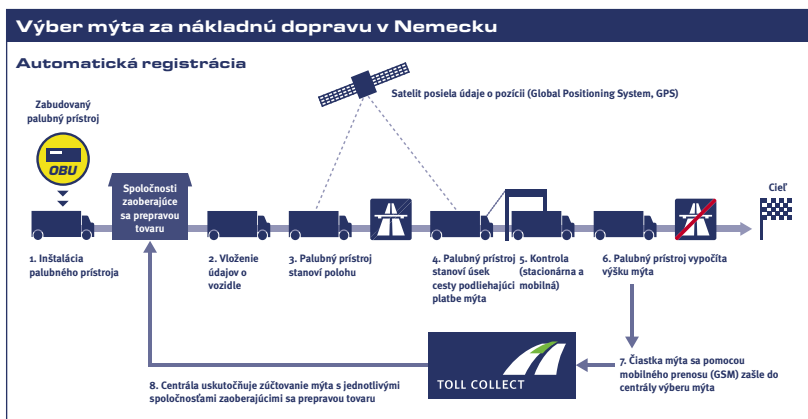 Výber mýta za nákladnú dopravu v Nemecku
Automatická registrácia
Satelit posiela údaje o pozícii (Global Positioning System, GPS)
Zabudovaný
palubný prístroj
OBU
Spoločnosti
zaoberajúce
sa prepravou
tovaru
Cieľ
1. Inštalácia
palubného prístroja
2. Vloženie
údajov o
vozidle
3. Palubný prístroj
stanoví polohu
4. Palubný prístroj
stanoví úsek
cesty podliehajúci
platbe mýta
5. Kontrola
(stacionárna a
mobilná)
6. Palubný prístroj vypočíta
výšku mýta
7. Čiastka mýta sa pomocou
mobilného prenosu (GSM) zašle do
centrály výberu mýta
TOLL COLLECT
8. Centrála uskutočňuje zúčtovanie mýta s jednotlivými
spoločnosťami zaoberajúcimi sa prepravou tovaru